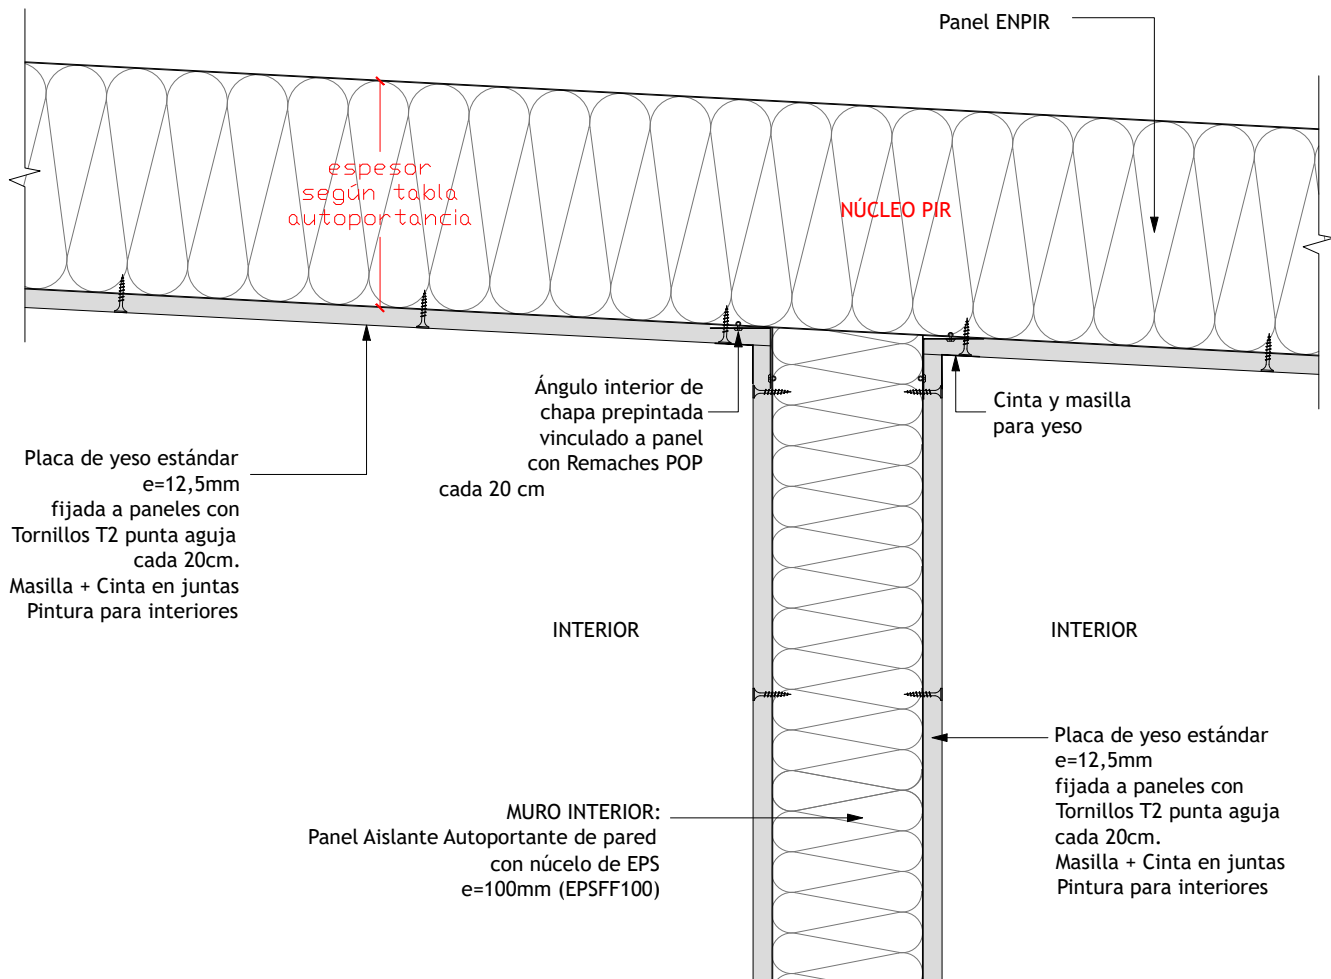 Panel ENPIR
espesor
según tabla
autoportancia
NÚCLEO PIR
Ángulo interior de
chapa prepintada
vinculado a panel
con Remaches POP
cada 20 cm
Cinta y masilla
para yeso
Placa de yeso estándar
e=12,5mm
fijada a paneles con
Tornillos T2 punta aguja
cada 20cm.
Masilla + Cinta en juntas
Pintura para interiores
INTERIOR
INTERIOR
Placa de yeso estándar
e=12,5mm
fijada a paneles con
Tornillos T2 punta aguja
cada 20cm.
Masilla + Cinta en juntas
Pintura para interiores
MURO INTERIOR:
Panel Aislante Autoportante de pared
con núcelo de EPS
e=100mm (EPSFF100)